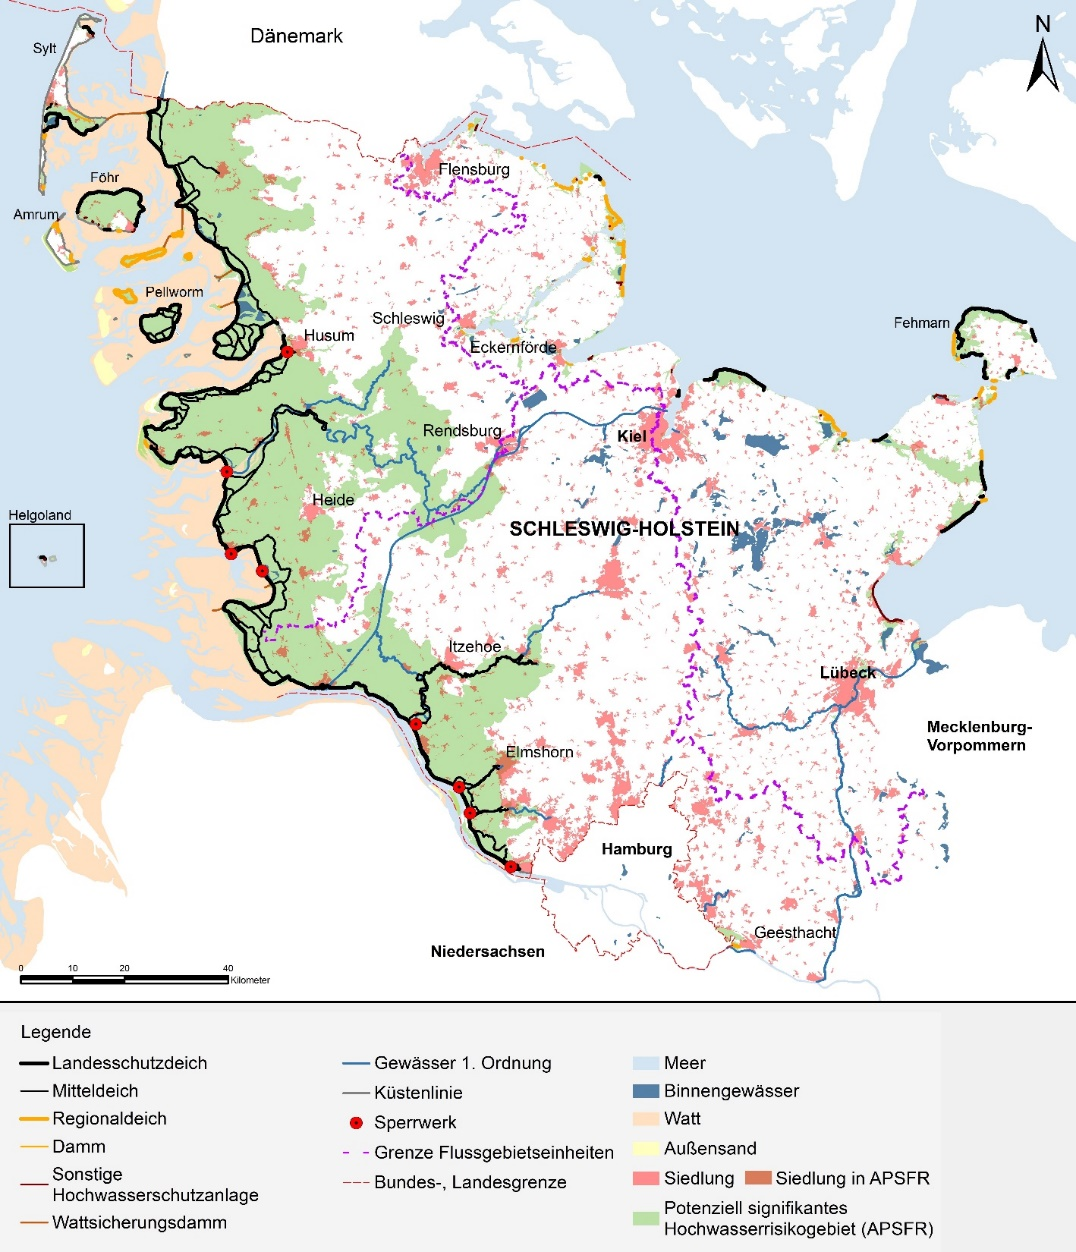 Dänemark
N
Sylt
Flensburg
Föhr
Amrum
Pellworm
Schleswig
Fehmarn
Husum
Eckernförde
Rendsburg
Kiel
Heide
Helgoland
SCHLESWIG-HOLSTEIN
Itzehoe
Lübeck
Mecklenburg-
Vorpommern
Elmshorn
Hamburg
Geesthacht
Niedersachsen
0 10 20 40
Kilometer
Legende
Landesschutzdeich
Mitteldeich
Regionaldeich
Damm
Sonstige
Hochwasserschutzanlage
Wattsicherungsdamm
Gewässer 1. Ordnung
Küstenlinie
Sperrwerk
Grenze Flussgebietseinheiten
Bundes-, Landesgrenze
Meer
Binnengewässer
Watt
Außensand
Siedlung
Siedlung in APSFR
Potenziell signifikantes
Hochwasserrisikogebiet (APSFR)